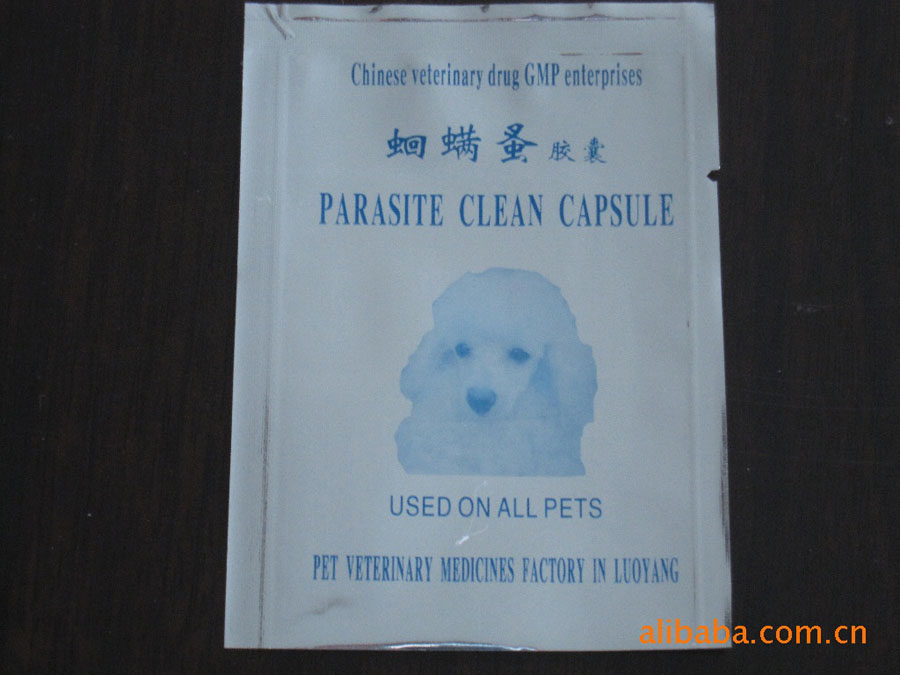 Chinese veterinary drug GMP enterprises
蛔螨蚤胶囊
PARASITE CLEAN CAPSULE
USED ON ALL PETS
PET VETERINARY MEDICINES FACTORY IN LUOYANG
alibaba.com.cn